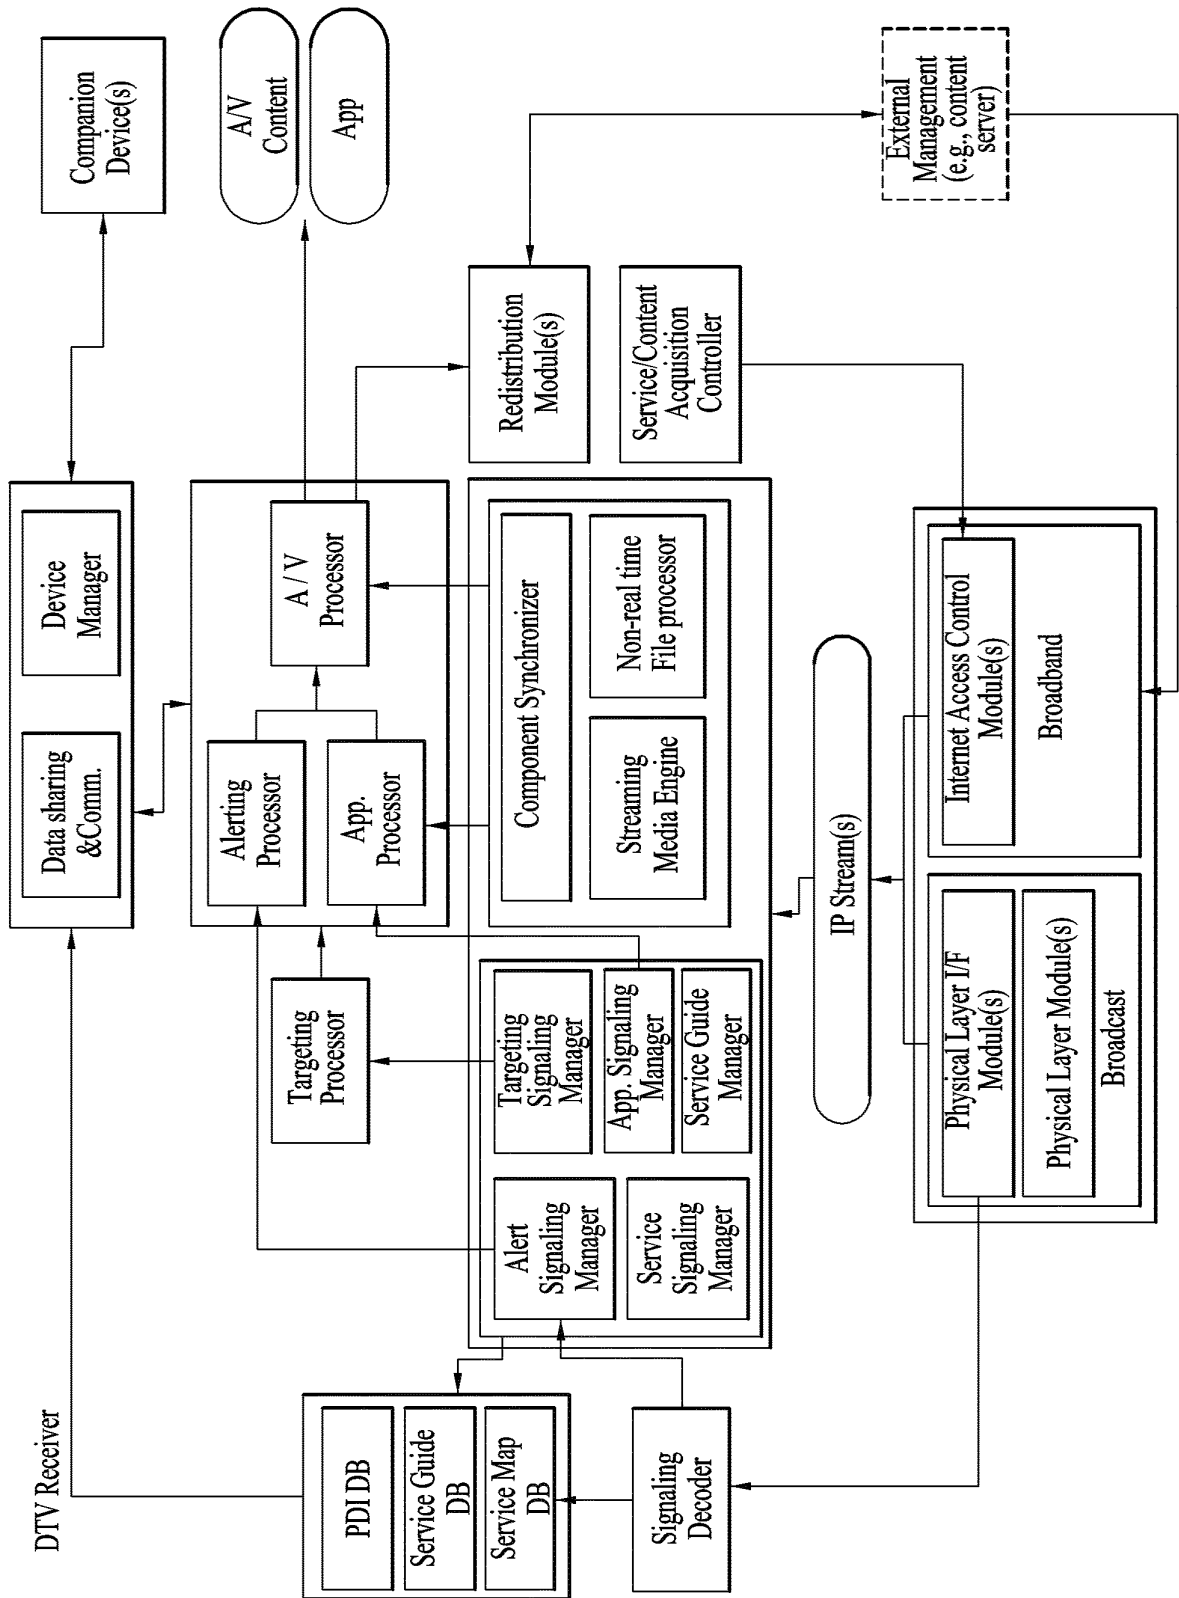 DTV Receiver
PDI DB
Service Guide
DB
Service Map
DB
Signaling
Decoder
Data sharing
&Comm.
Device
Manager
Companion
Device(s)
Targeting
Processor
Alerting
Processor
App.
Processor
A / V
Processor
A/V
Content
App
Alert
Signaling
Manager
Service
Signaling
Manager
Targeting
Signaling
Manager
App. Signaling
Manager
Service Guide
Manager
Component Synchronizer
Streaming
Media Engine
Non-real time
File processor
Redistribution
Module(s)
Service/Content
Acquisition
Controller
IP Stream(s)
Physical Layer I/F
Module(s)
Physical Layer Module(s)
Broadcast
Internet Access Control
Module(s)
Broadband
External
Management
(e.g., content
server)